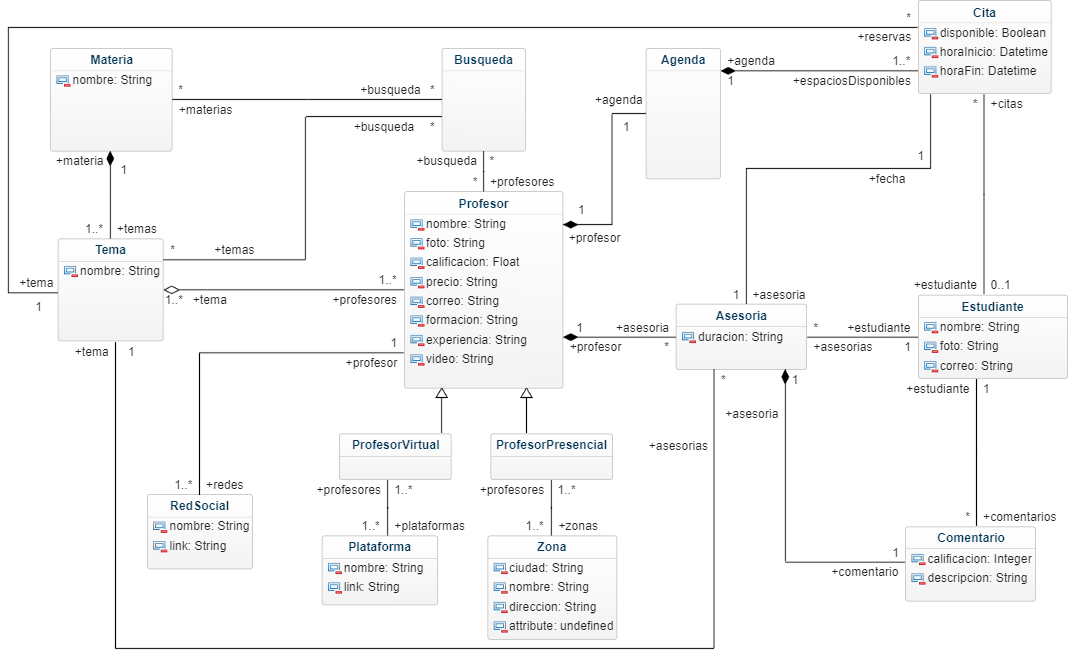 Cita
disponible: Boolean
horaInicio: Datetime
horaFin: Datetime
*
+reservas
1..*
+espaciosDisponibles
*
+citas
1
+fecha
Materia
nombre: String
*
+materias
+materia
1
Busqueda
+busqueda *
+busqueda *
+busqueda *
Agenda
+agenda
1
+agenda
1
* +profesores
Profesor
nombre: String
foto: String
calificacion: Float
precio: String
correo: String
formacion: String
experiencia: String
video: String
1
+profesor
1..* +temas
Tema
nombre: String
* +temas
1..* +tema
1..*
+profesores
+tema
1
+tema 1
1
+profesor
1
+profesor
+asesoria
*
1 +asesoria
Asesoria
duracion: String
* +estudiante
+asesorias 1
+estudiante 0..1
Estudiante
nombre: String
foto: String
correo: String
+estudiante 1
*
+asesorias
1
+asesoria
ProfesorVirtual
+profesores 1..*
ProfesorPresencial
+profesores 1..*
1..* +redes
RedSocial
nombre: String
link: String
1..* +plataformas
Plataforma
nombre: String
link: String
1..* +zonas
Zona
ciudad: String
nombre: String
direccion: String
attribute: undefined
* +comentarios
Comentario
calificacion: Integer
descripcion: String
1
+comentario